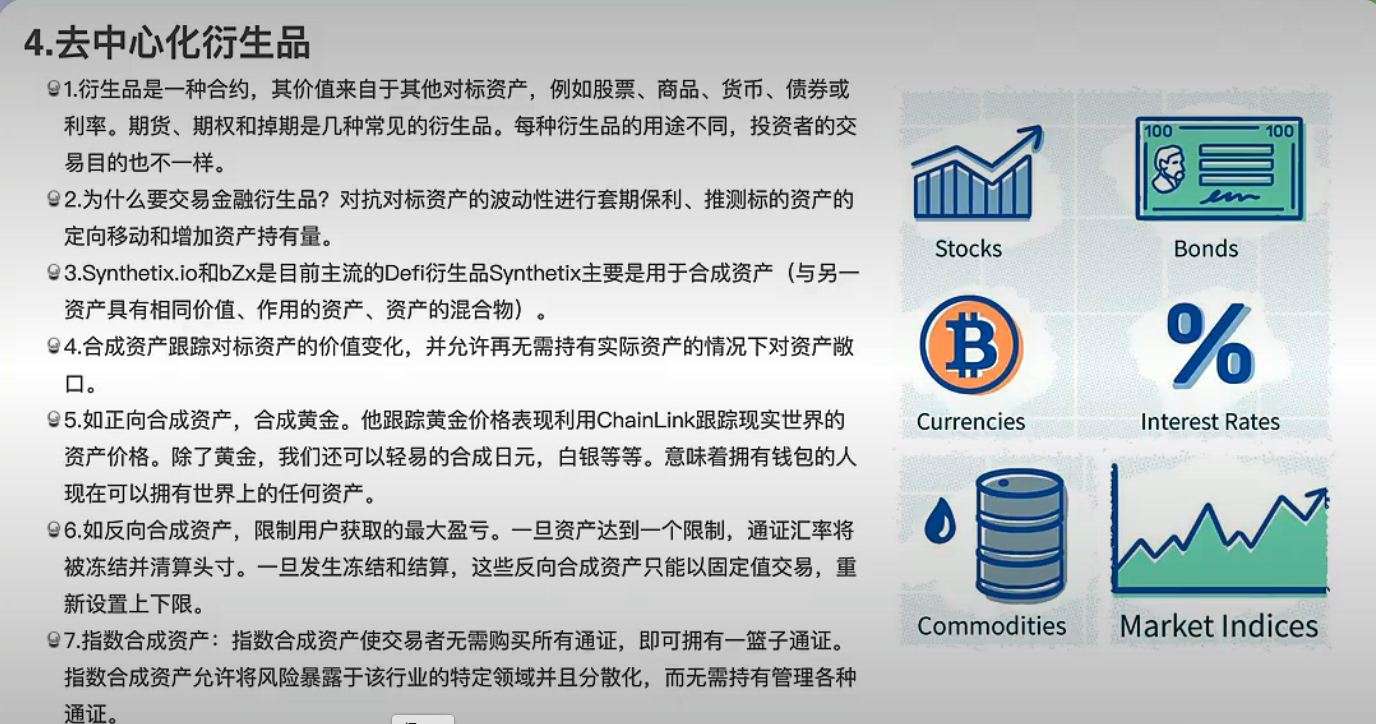 4.去中心化衍生品
1.衍生品是一种合约，其价值来自于其他对标资产，例如股票、商品、货币、债券或
利率。期货、期权和掉期是几种常见的衍生品。每种衍生品的用途不同，投资者的交
易目的也不一样。
2.为什么要交易金融衍生品？对抗对标资产的波动性进行套期保利、推测标的资产的
定向移动和增加资产持有量。
3.Synthetix.io和bZx是目前主流的Defi衍生品Synthetix主要是用于合成资产（与另一
资产具有相同价值、作用的资产、资产的混合物）。
4.合成资产跟踪对标资产的价值变化，并允许再无需持有实际资产的情况下对资产敞
口。
5.如正向合成资产，合成黄金。他跟踪黄金价格表现利用ChainLink跟踪现实世界的
资产价格。除了黄金，我们还可以轻易的合成日元，白银等等。意味着拥有钱包的人
现在可以拥有世界上的任何资产。
6.如反向合成资产，限制用户获取的最大盈亏。一旦资产达到一个限制，通证汇率将
被冻结并清算头寸。一旦发生冻结和结算，这些反向合成资产只能以固定值交易，重
新设置上下限。
7.指数合成资产：指数合成资产使交易者无需购买所有通证，即可拥有一篮子通证。
指数合成资产允许将风险暴露于该行业的特定领域并且分散化，而无需持有管理各种
通证。
100 100
Stocks Bonds
Currencies Interest Rates
Commodities Market Indices